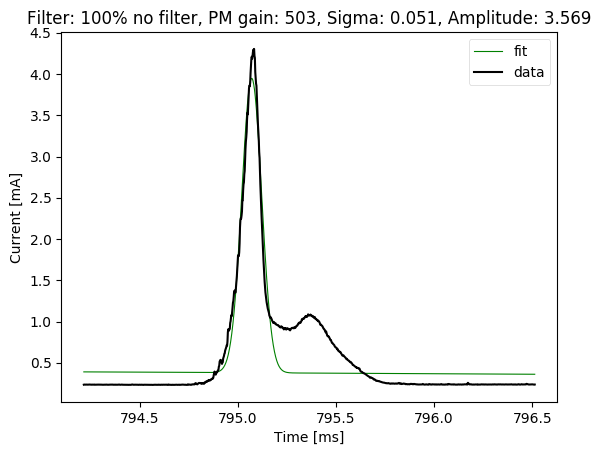 Filter: 100% no filter, PM gain: 503, Sigma: 0.051, Amplitude: 3.569
fit
data
4.5
4.0
3.5
3.0
2.5
2.0
1.5
1.0
0.5
Current [mA]
794.5 795.0 795.5 796.0 796.5
Time [ms]